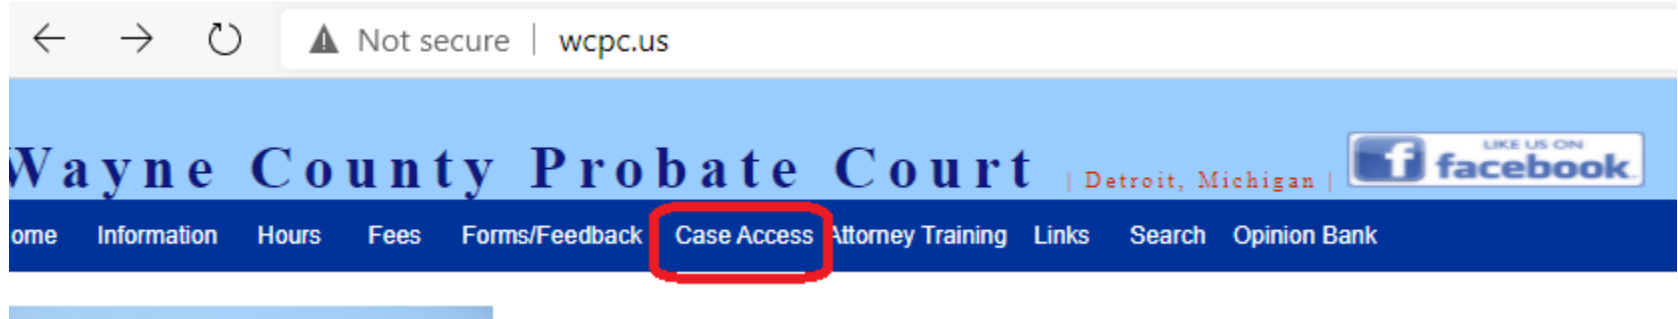 Not secure | wcpc.us
Wayne County Probate Court | Detroit, Michigan |
LIKE US ON
facebook
ome Information Hours Fees Forms/Feedback Case Access Attorney Training Links Search Opinion Bank